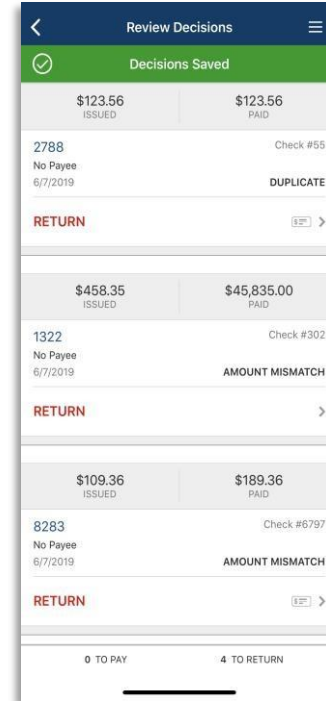 Review Decisions
Decisions Saved
$123.56 $123.56
ISSUED PAID
2788 Check #55
No Payee
6/7/2019 DUPLICATE
RETURN
$458.35 $45,835.00
ISSUED PAID
1322 Check #302
No Payee
6/7/2019 AMOUNT MISMATCH
RETURN
$109.36 $189.36
ISSUED PAID
8283 Check #6797
No Payee
6/7/2019 AMOUNT MISMATCH
RETURN
0 TO PAY 4 TO RETURN